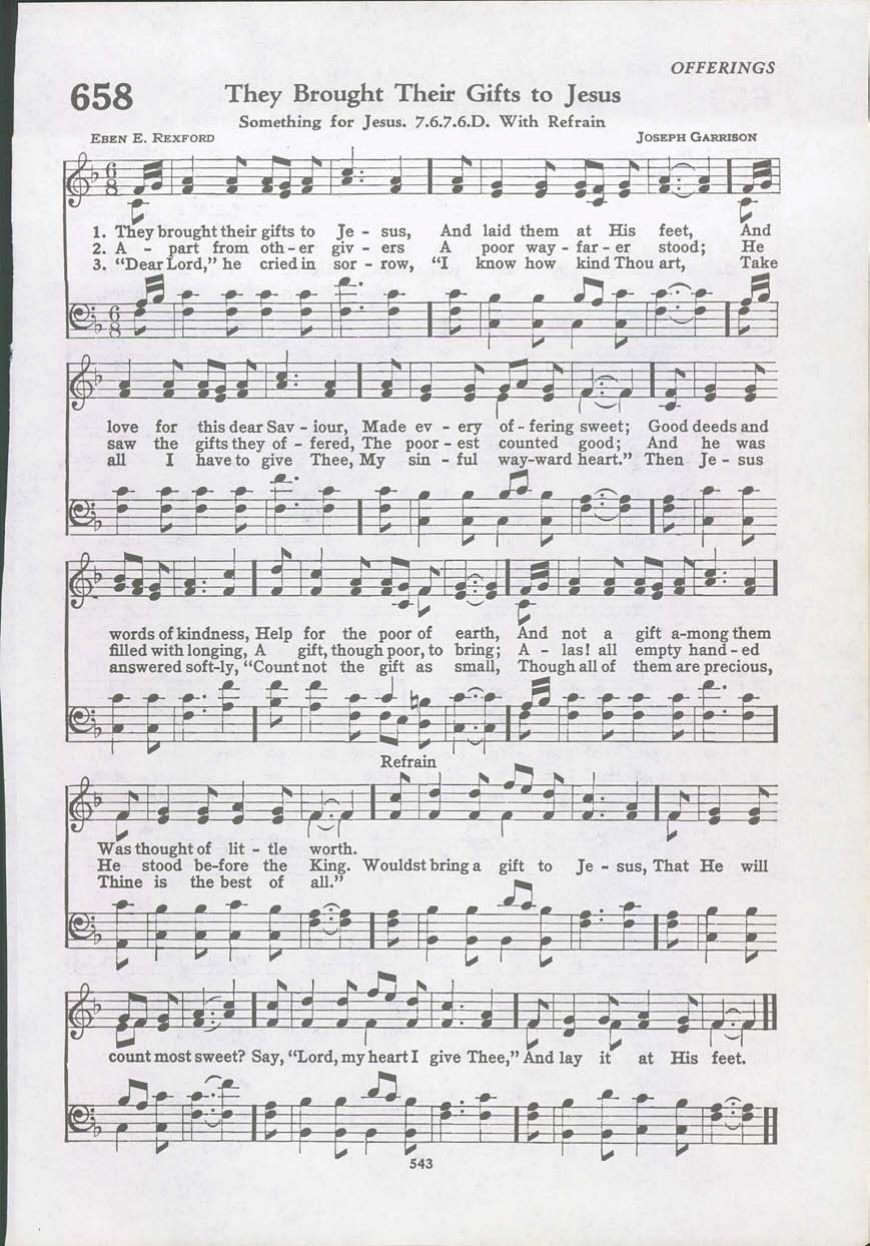 OFFERINGS
658
They Brought Their Gifts to Jesus
Something for Jesus. 7.6.7.6.D. With Refrain
EBEN E. REXFORD
JOSEPH GARRISON
1. They brought their gifts to Je - sus, And laid them at His feet, And
2. A - part from oth - er giv - ers A poor way - far - er stood; He
3. “Dear Lord,” he cried in sor - row, “I know how kind Thou art, Take
love for this dear Sav - iour, Made ev - ery of - fering sweet; Good deeds and
saw the gifts they of - fered, The poor - est counted good; And he was
all I have to give Thee, My sin - ful way-ward heart.” Then Je - sus
words of kindness, Help for the poor of earth, And not a gift a-mong them
filled with longing, A gift, though poor, to bring; A - las! all empty hand - ed
answered soft-ly, “Count not the gift as small, Though all of them are precious,
Refrain
Was thought of lit - tle worth.
He stood be-fore the King. Wouldst bring a gift to Je - sus, That He will
Thine is the best of all.”
count most sweet? Say, “Lord, my heart I give Thee,” And lay it at His feet.
543